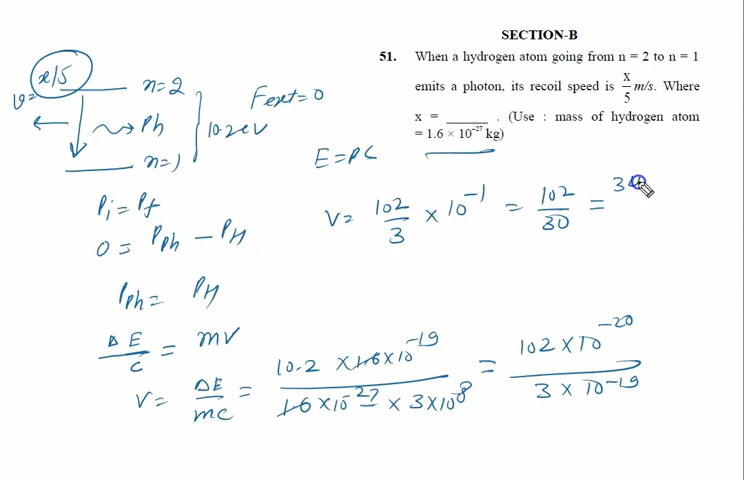 SECTION-B
51. When a hydrogen atom going from n = 2 to n = 1
emits a photon, its recoil speed is x/5 m/s. Where
x = ______ . (Use : mass of hydrogen atom
= 1.6 × 10⁻²⁷ kg)
v= x/5
n=2
Ph
n=1
10.2eV
Fext=0
E=PC
Pi = Pf
0 = PPh - PH
PPh = PH
ΔE/C = mV
V = ΔE/mc = 10.2 × 1.6×10⁻¹⁹ / 1.6×10⁻²⁷ × 3×10⁸ = 102×10⁻²⁰ / 3×10⁻¹⁹
V= 102/3 × 10⁻¹ = 102/30 = 34